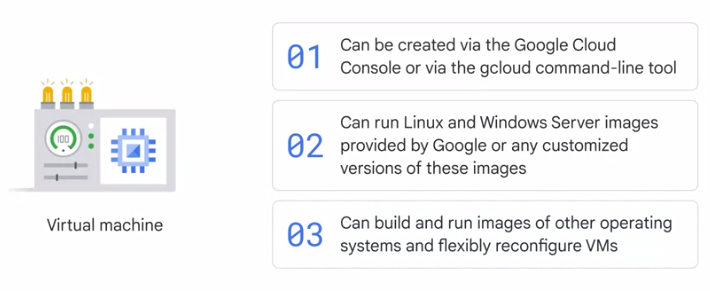 01
Can be created via the Google Cloud
Console or via the gcloud command-line tool
02
Can run Linux and Windows Server images
provided by Google or any customized
versions of these images
100
Virtual machine
03
Can build and run images of other operating
systems and flexibly reconfigure VMs